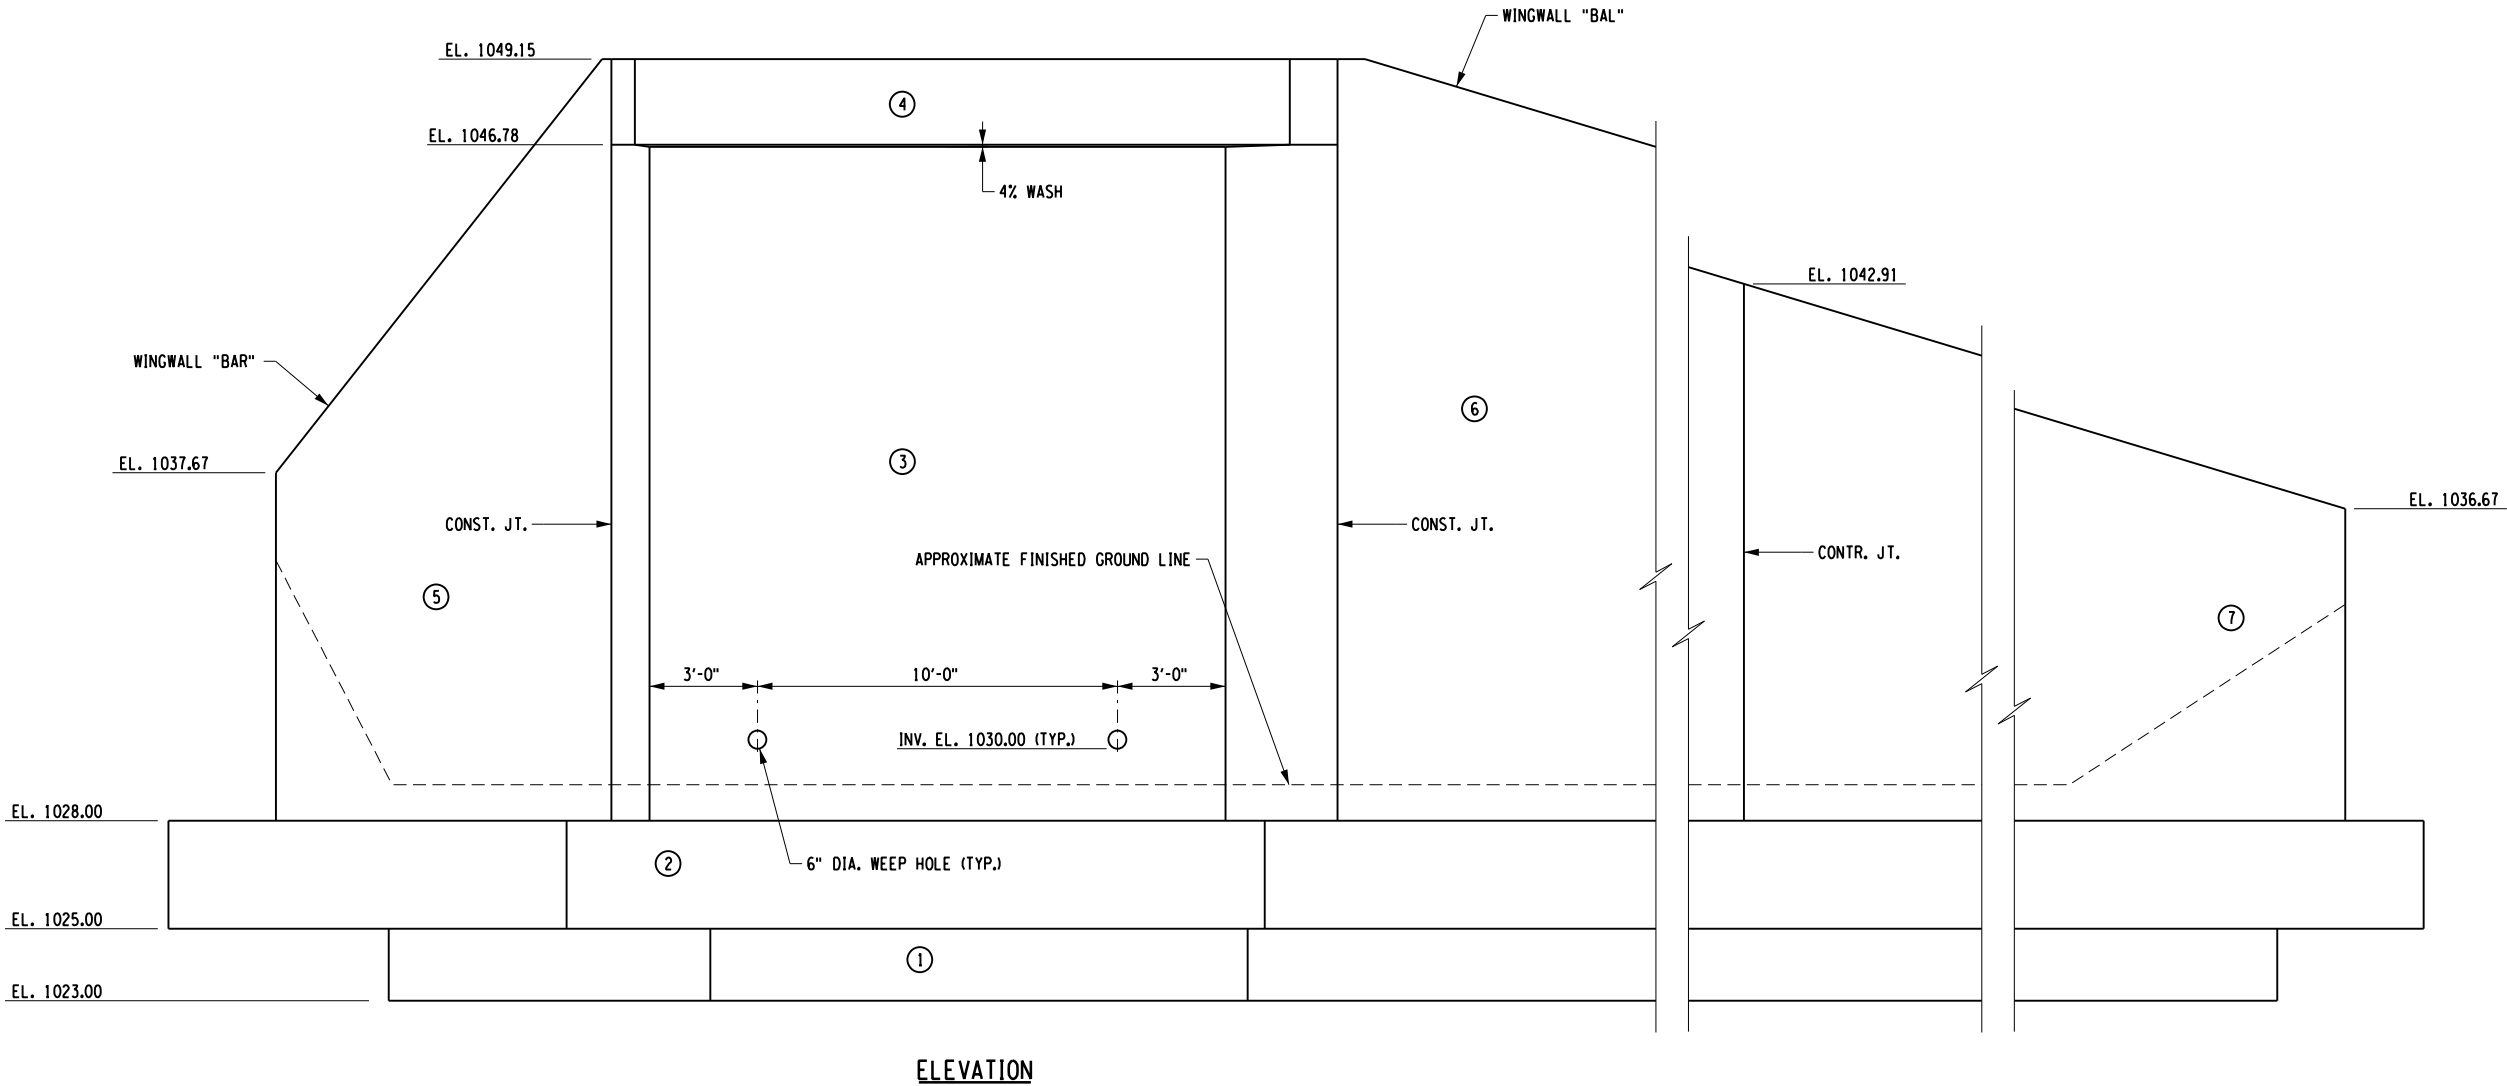 WINGWALL "BAL"
EL. 1049.15
4
EL. 1046.78
4% WASH
EL. 1042.91
WINGWALL "BAR"
6
EL. 1037.67
3
EL. 1036.67
CONST. JT.
CONST. JT.
CONTR. JT.
APPROXIMATE FINISHED GROUND LINE
5
7
3'-0"
10'-0"
3'-0"
INV. EL. 1030.00 (TYP.)
EL. 1028.00
2
6" DIA. WEEP HOLE (TYP.)
EL. 1025.00
1
EL. 1023.00
ELEVATION